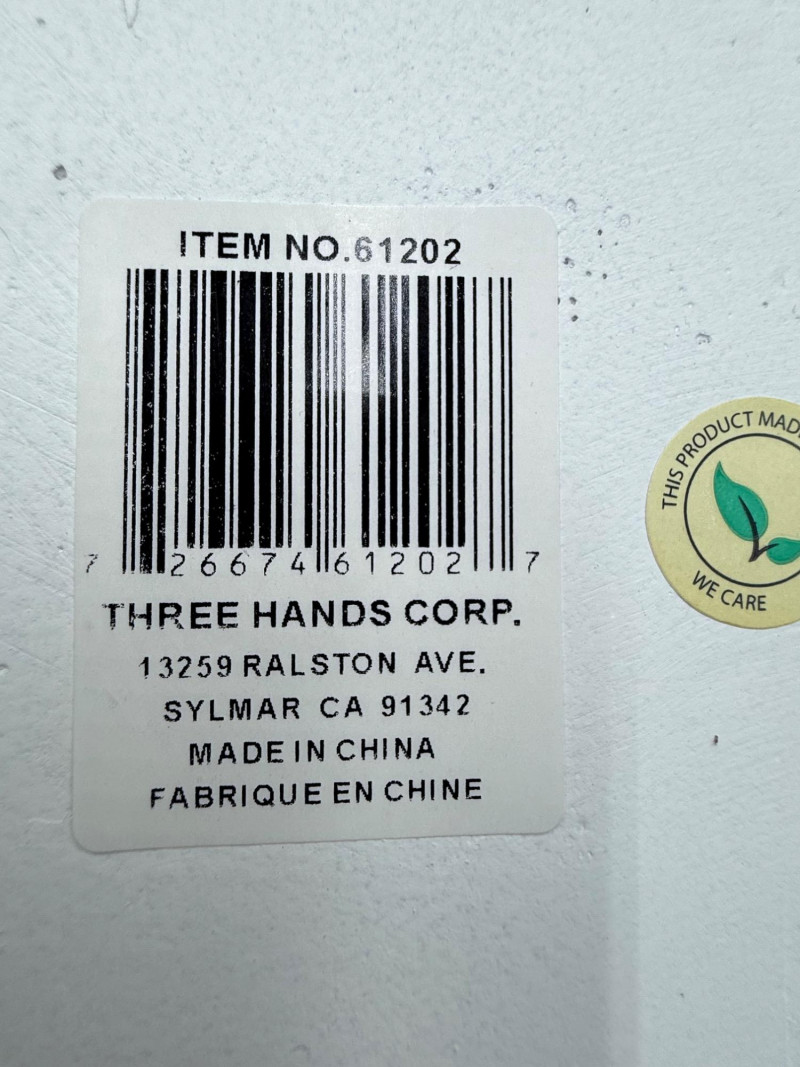 ITEM NO.61202
7 26674 61202 7
THREE HANDS CORP.
13259 RALSTON AVE.
SYLMAR CA 91342
MADE IN CHINA
FABRIQUE EN CHINE
THIS PRODUCT
WE CARE